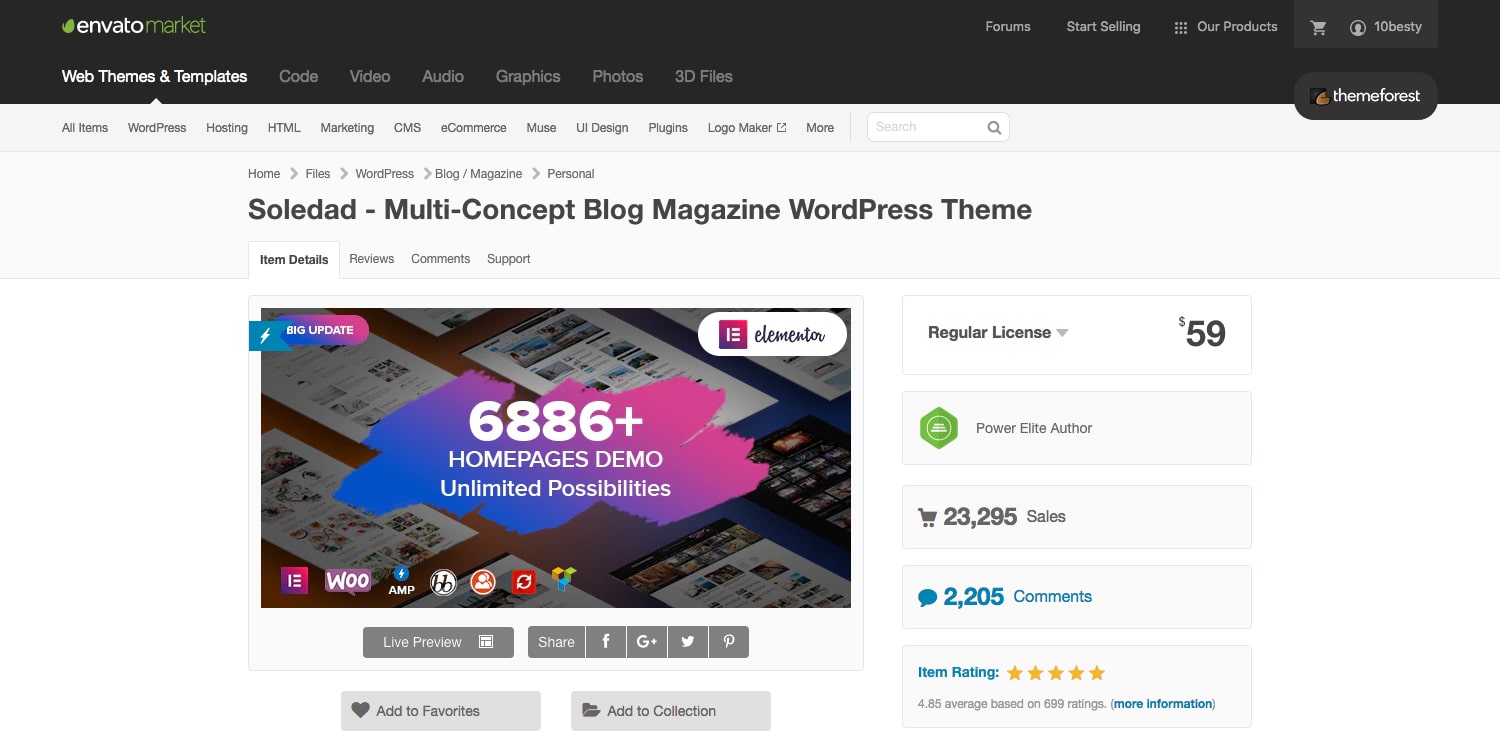 envatomarket
Forums Start Selling Our Products 10besty
Web Themes & Templates Code Video Audio Graphics Photos 3D Files
themeforest
All Items WordPress Hosting HTML Marketing CMS eCommerce Muse UI Design Plugins Logo Maker More Search
Home Files WordPress Blog / Magazine Personal
Soledad - Multi-Concept Blog Magazine WordPress Theme
Item Details Reviews Comments Support
BIG UPDATE
elementor
6886+
HOMEPAGES DEMO
Unlimited Possibilities
WOO
AMP
bb
Live Preview Share f G+
Add to Favorites Add to Collection
Regular License $59
Power Elite Author
23,295 Sales
2,205 Comments
Item Rating:
4.85 average based on 699 ratings. (more information)